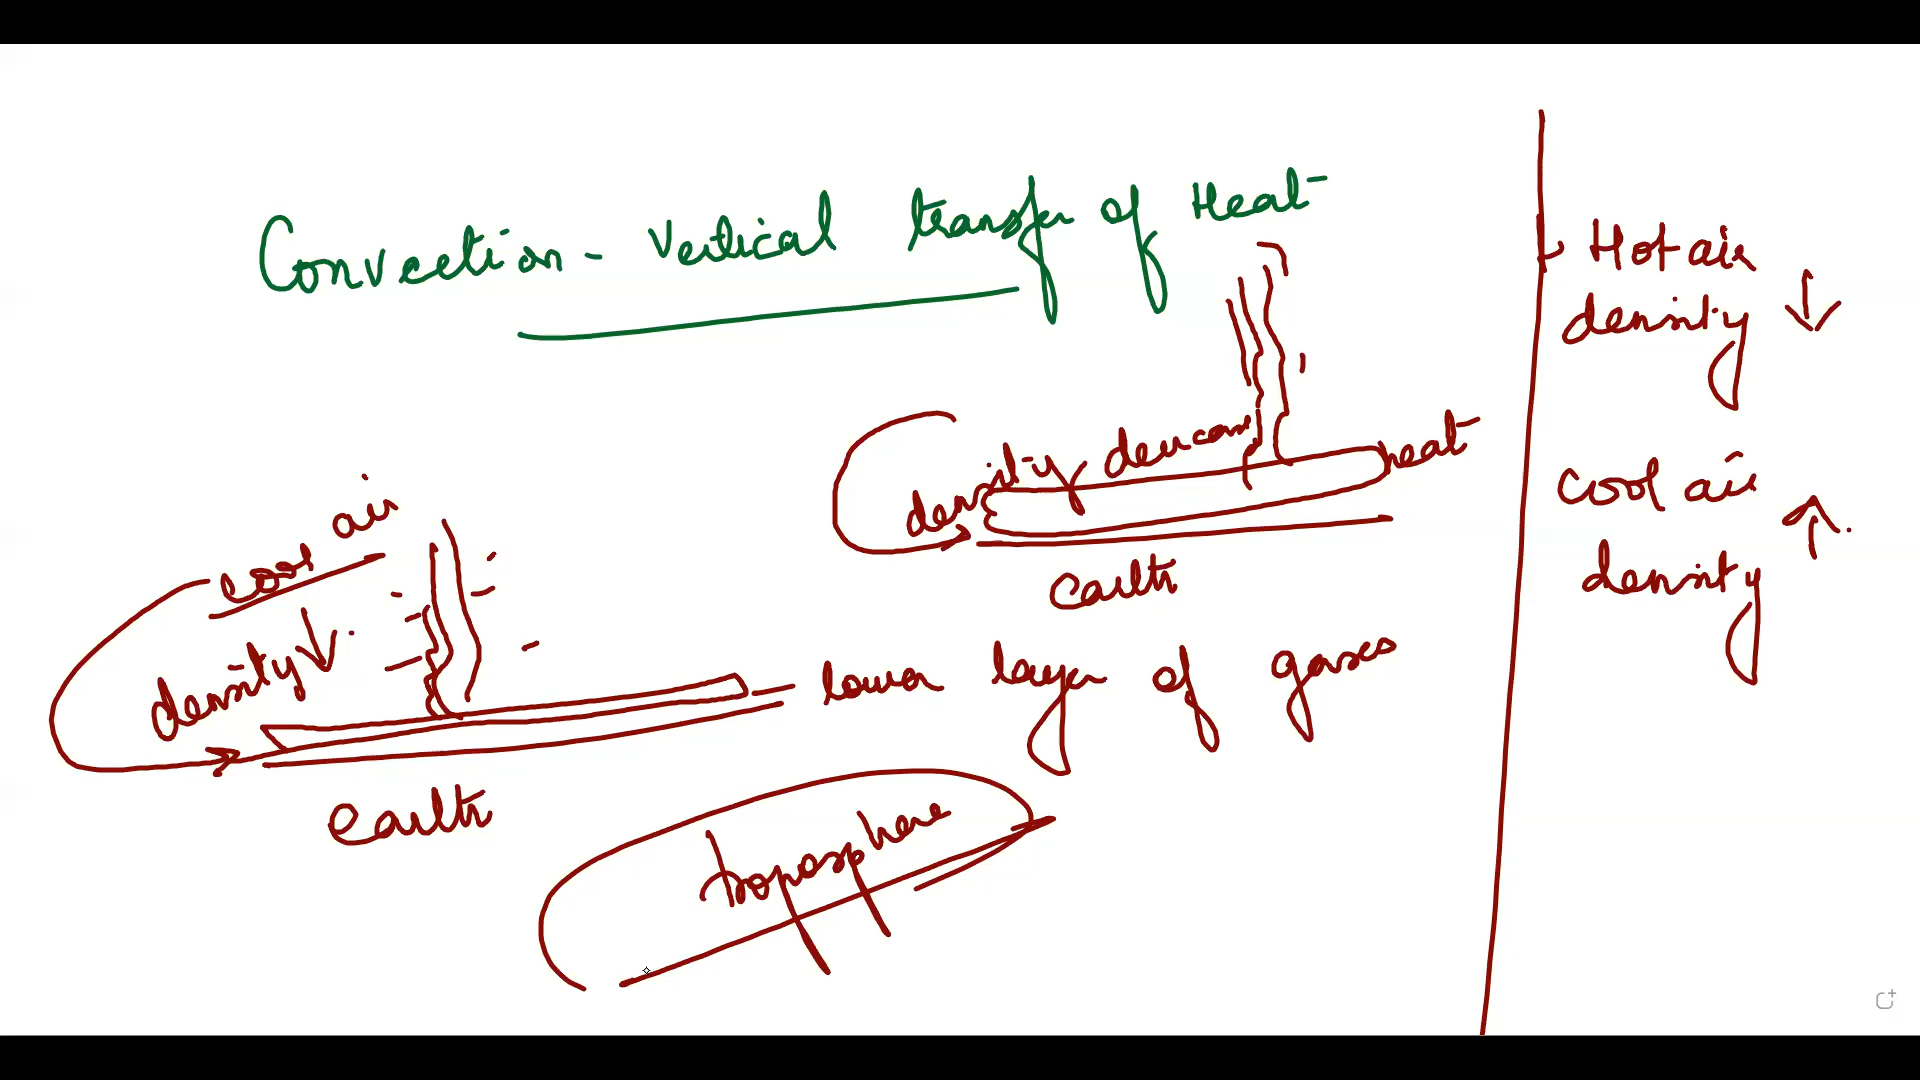 Convection - Vertical transfer of Heat
Hot air
density ↓
density decreases heat
Earth
cool air
density ↑
cool air
density ↓
lower layer of gases
Earth
troposphere